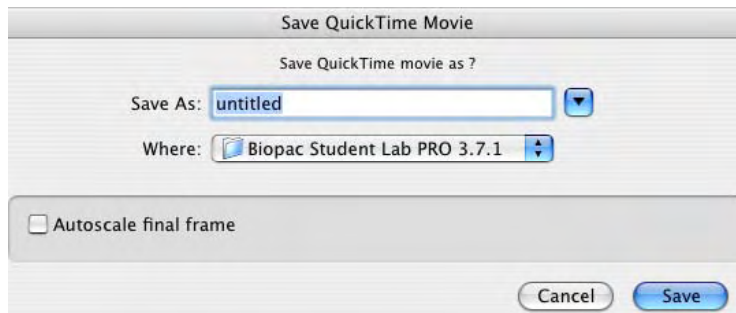 Save QuickTime Movie
Save QuickTime movie as ?
Save As: untitled
Where: Biopac Student Lab PRO 3.7.1
Autoscale final frame
Cancel Save